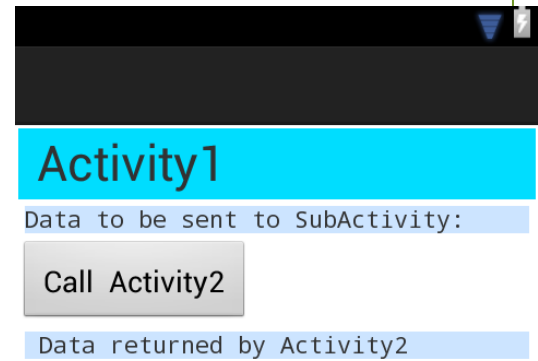 Activity1
Data to be sent to SubActivity:
Call Activity2
Data returned by Activity2